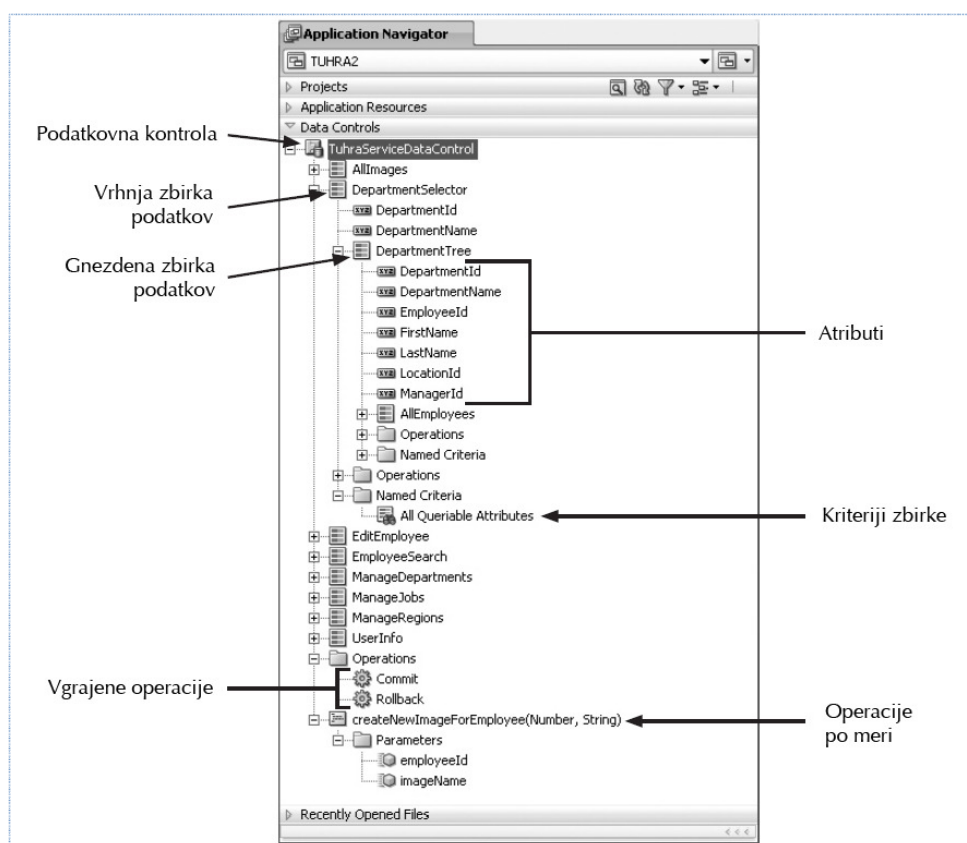 Application Navigator
TUHRA2
Projects
Application Resources
Data Controls
Podatkovna kontrola
TuhraServiceDataControl
AllImages
Vrhnja zbirka
podatkov
DepartmentSelector
DepartmentId
DepartmentName
Gnezdena zbirka
podatkov
DepartmentTree
DepartmentId
DepartmentName
EmployeeId
FirstName
LastName
LocationId
ManagerId
Atributi
AllEmployees
Operations
Named Criteria
Operations
Named Criteria
All Queriable Attributes
Kriteriji zbirke
EditEmployee
EmployeeSearch
ManageDepartments
ManageJobs
ManageRegions
UserInfo
Operations
Vgrajene operacije
Commit
Rollback
createNewImageForEmployee(Number, String)
Operacije
po meri
Parameters
employeeId
imageName
Recently Opened Files